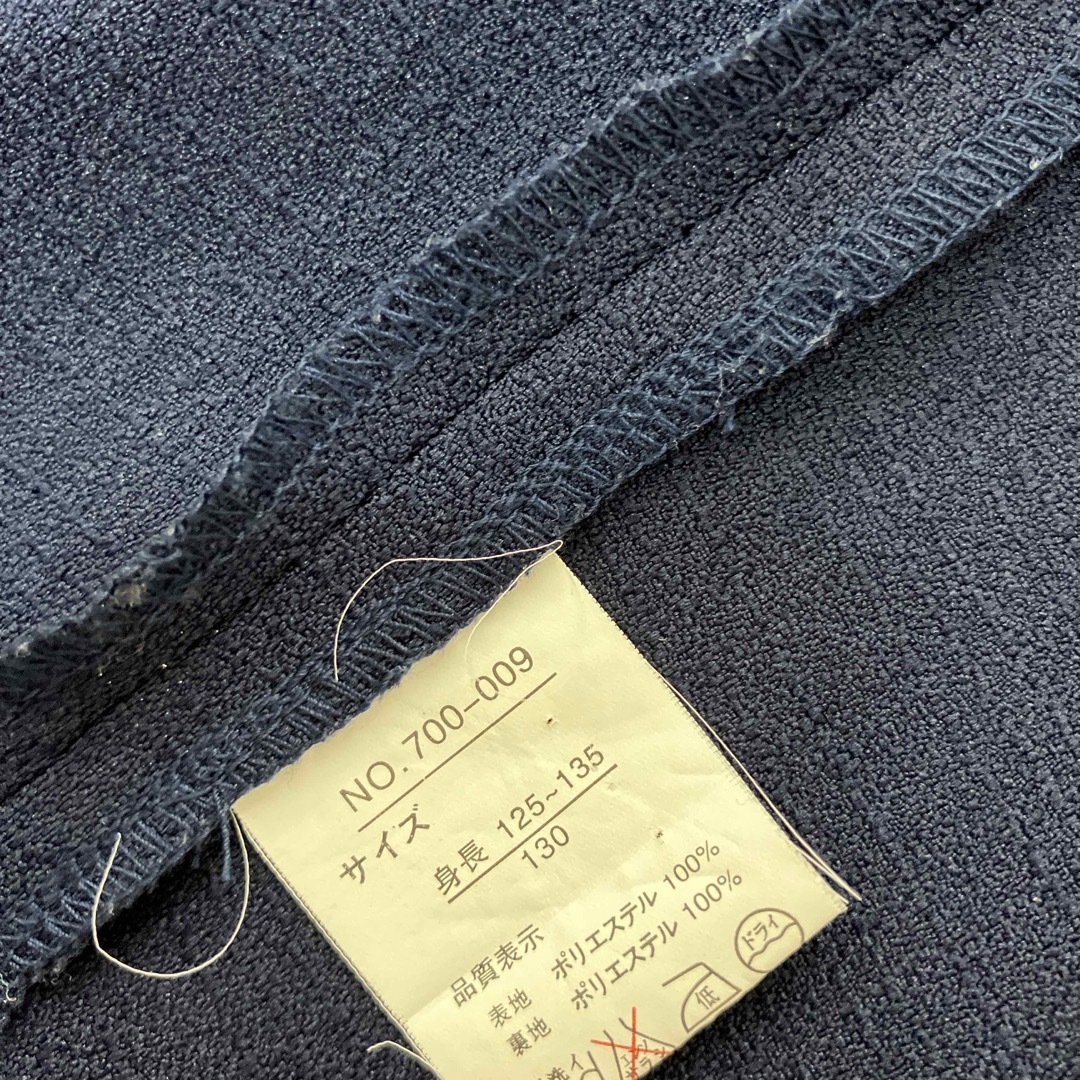 NO.700-009
サイズ
身長 125~135
130
品質表示
表地 ポリエステル 100%
裏地 ポリエステル 100%
ドライ
低